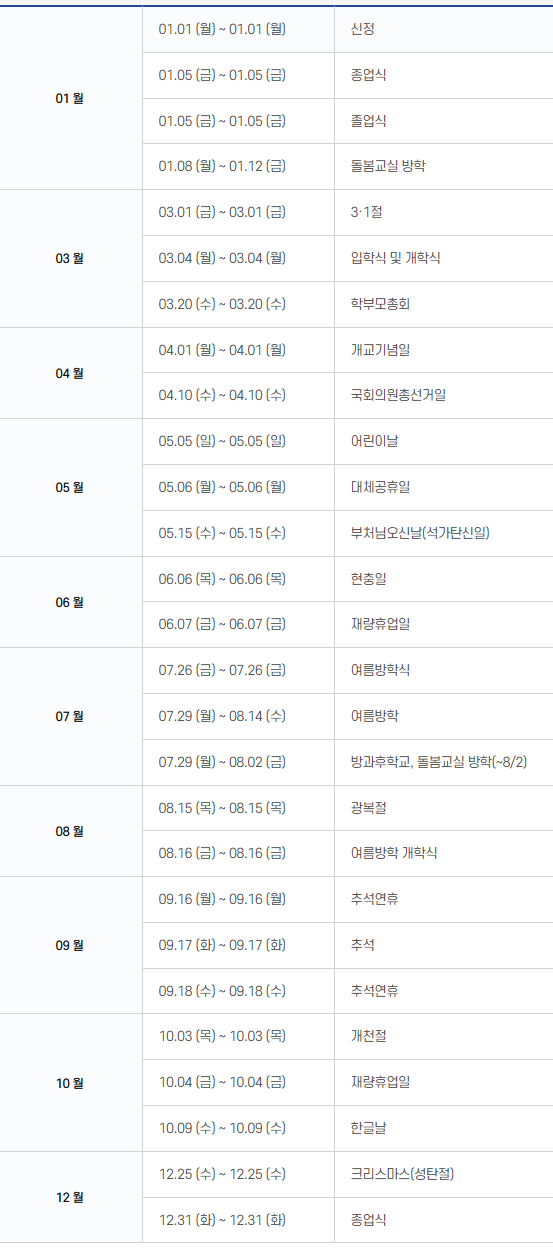 01 월
01.01 (월) ~ 01.01 (월) 신정
01.05 (금) ~ 01.05 (금) 종업식
01.05 (금) ~ 01.05 (금) 졸업식
01.08 (월) ~ 01.12 (금) 돌봄교실 방학
03 월
03.01 (금) ~ 03.01 (금) 3·1절
03.04 (월) ~ 03.04 (월) 입학식 및 개학식
03.20 (수) ~ 03.20 (수) 학부모총회
04 월
04.01 (월) ~ 04.01 (월) 개교기념일
04.10 (수) ~ 04.10 (수) 국회의원총선거일
05 월
05.05 (일) ~ 05.05 (일) 어린이날
05.06 (월) ~ 05.06 (월) 대체공휴일
05.15 (수) ~ 05.15 (수) 부처님오신날(석가탄신일)
06 월
06.06 (목) ~ 06.06 (목) 현충일
06.07 (금) ~ 06.07 (금) 재량휴업일
07 월
07.26 (금) ~ 07.26 (금) 여름방학식
07.29 (월) ~ 08.14 (수) 여름방학
07.29 (월) ~ 08.02 (금) 방과후학교, 돌봄교실 방학(~8/2)
08 월
08.15 (목) ~ 08.15 (목) 광복절
08.16 (금) ~ 08.16 (금) 여름방학 개학식
09 월
09.16 (월) ~ 09.16 (월) 추석연휴
09.17 (화) ~ 09.17 (화) 추석
09.18 (수) ~ 09.18 (수) 추석연휴
10 월
10.03 (목) ~ 10.03 (목) 개천절
10.04 (금) ~ 10.04 (금) 재량휴업일
10.09 (수) ~ 10.09 (수) 한글날
12 월
12.25 (수) ~ 12.25 (수) 크리스마스(성탄절)
12.31 (화) ~ 12.31 (화) 종업식